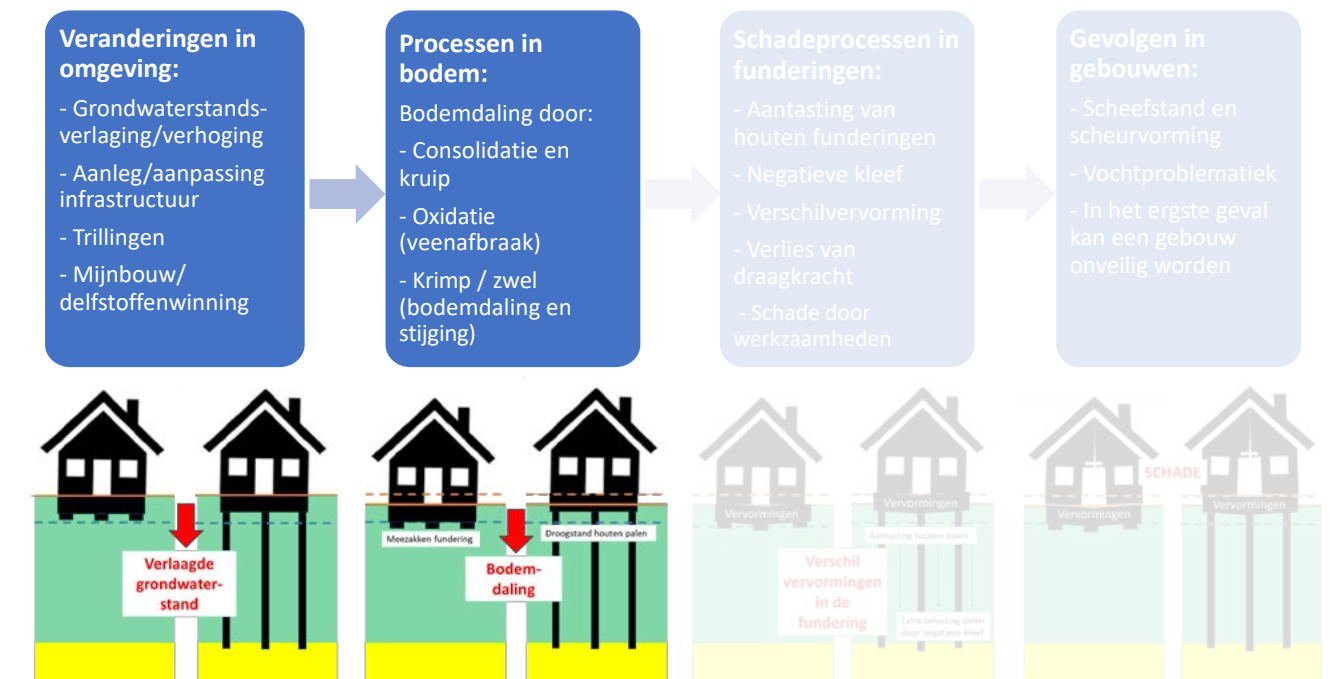 Veranderingen in
omgeving:
- Grondwaterstands-
verlaging/verhoging
- Aanleg/aanpassing
infrastructuur
- Trillingen
- Mijnbouw/
delfstoffenwinning
Processen in
bodem:
Bodemdaling door:
- Consolidatie en
kruip
- Oxidatie
(veenafbraak)
- Krimp / zwel
(bodemdaling en
stijging)
Schadeprocessen in
funderingen:
- Aantasting van
houten funderingen
- Negatieve kleef
- Verschilvervorming
- Verlies van
draagkracht
- Schade door
werkzaamheden
Gevolgen in
gebouwen:
- Scheefstand en
scheurvorming
- Vochtproblematiek
- In het ergste geval
kan een gebouw
onveilig worden
Verlaagde
grondwater-
stand
Meezakken fundering
Droogstand houten palen
Bodem-
daling
Vervormingen
Vervormingen
Aantasting houten palen
Verschil
vervormingen
in de
fundering
Extra belasting palen
door negatieve kleef
SCHADE
Vervormingen
Vervormingen